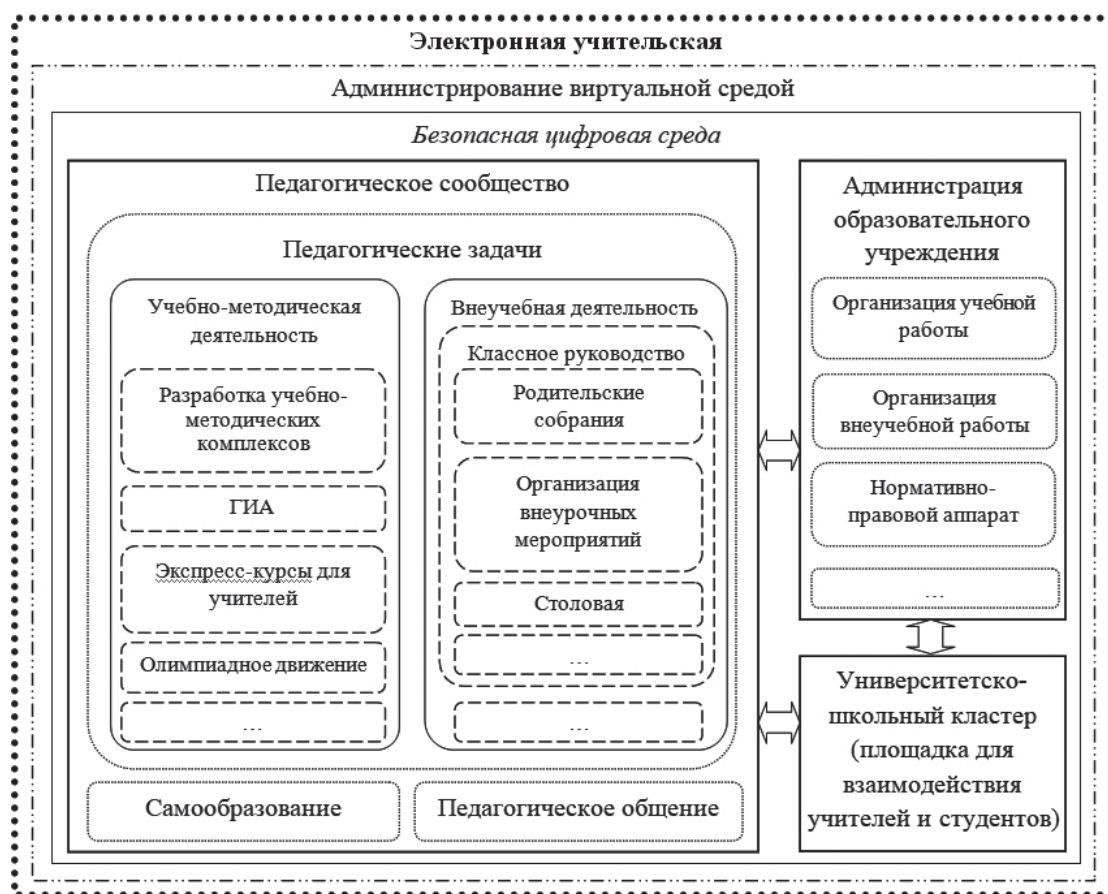 Электронная учительская
Администрирование виртуальной средой
Безопасная цифровая среда
Педагогическое сообщество
Педагогические задачи
Учебно-методическая
деятельность
Разработка учебно-
методических
комплексов
ГИА
Экспресс-курсы для
учителей
Олимпиадное движение
...
Внеучебная деятельность
Классное руководство
Родительские
собрания
Организация
внеурочных
мероприятий
Столовая
...
...
Самообразование
Педагогическое общение
Администрация
образовательного
учреждения
Организация учебной
работы
Организация
внеучебной работы
Нормативно-
правовой аппарат
...
Университетско-
школьный кластер
(площадка для
взаимодействия
учителей и студентов)